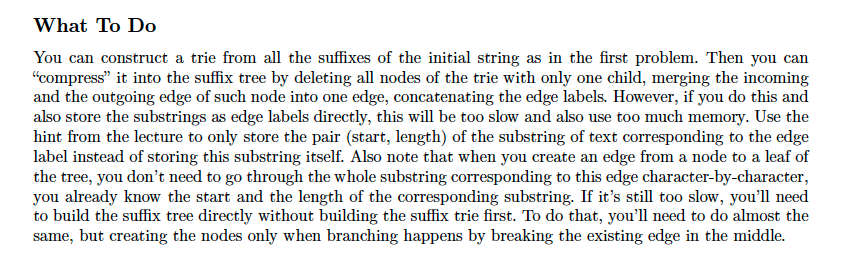 What To Do
You can construct a trie from all the suffixes of the initial string as in the first problem. Then you can
“compress” it into the suffix tree by deleting all nodes of the trie with only one child, merging the incoming
and the outgoing edge of such node into one edge, concatenating the edge labels. However, if you do this and
also store the substrings as edge labels directly, this will be too slow and also use too much memory. Use the
hint from the lecture to only store the pair (start, length) of the substring of text corresponding to the edge
label instead of storing this substring itself. Also note that when you create an edge from a node to a leaf of
the tree, you don’t need to go through the whole substring corresponding to this edge character-by-character,
you already know the start and the length of the corresponding substring. If it’s still too slow, you’ll need
to build the suffix tree directly without building the suffix trie first. To do that, you’ll need to do almost the
same, but creating the nodes only when branching happens by breaking the existing edge in the middle.